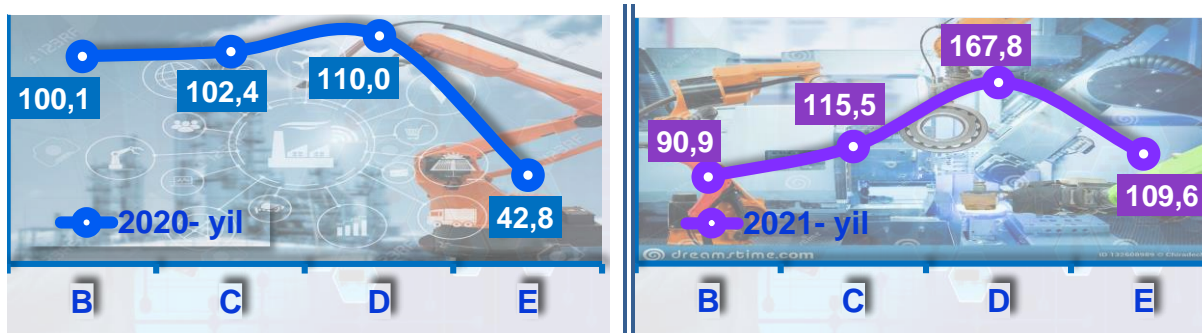 100,1
102,4
110,0
42,8
2020- yil
B C D E
90,9
115,5
167,8
109,6
2021- yil
dreamstime.com
B C D E